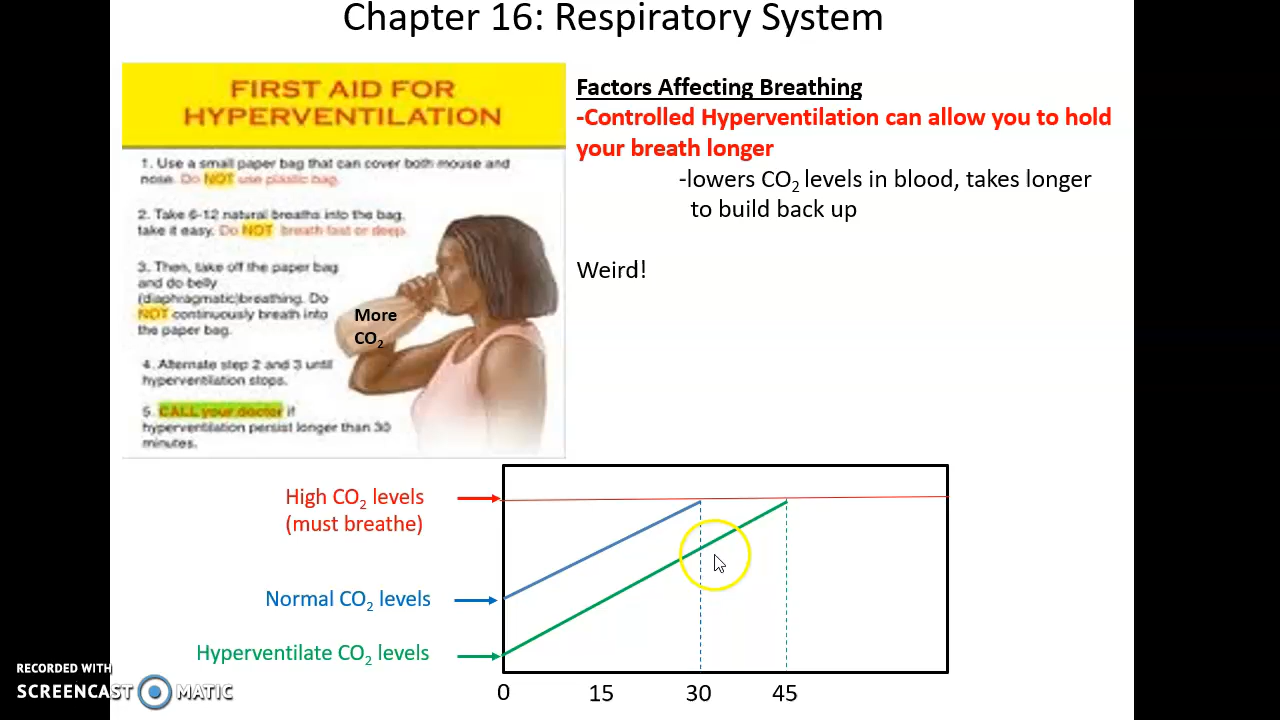 Chapter 16: Respiratory System
FIRST AID FOR
HYPERVENTILATION
1. Use a small paper bag that can cover both mouse and
nose. Do NOT use plastic bag.
2. Take 6-12 natural breaths into the bag,
take it easy. Do NOT breath fast or deep.
3. Then, take off the paper bag
and do belly
(diaphragmatic)breathing. Do
NOT continuously breath into
the paper bag.
4. Alternate step 2 and 3 until
hyperventilation stops.
5. CALL your doctor if
hyperventilation persist longer than 30
minutes.
More
CO₂
Factors Affecting Breathing
-Controlled Hyperventilation can allow you to hold
your breath longer
-lowers CO₂ levels in blood, takes longer
to build back up
Weird!
High CO₂ levels
(must breathe)
Normal CO₂ levels
Hyperventilate CO₂ levels
0 15 30 45
RECORDED WITH
SCREENCAST MATIC